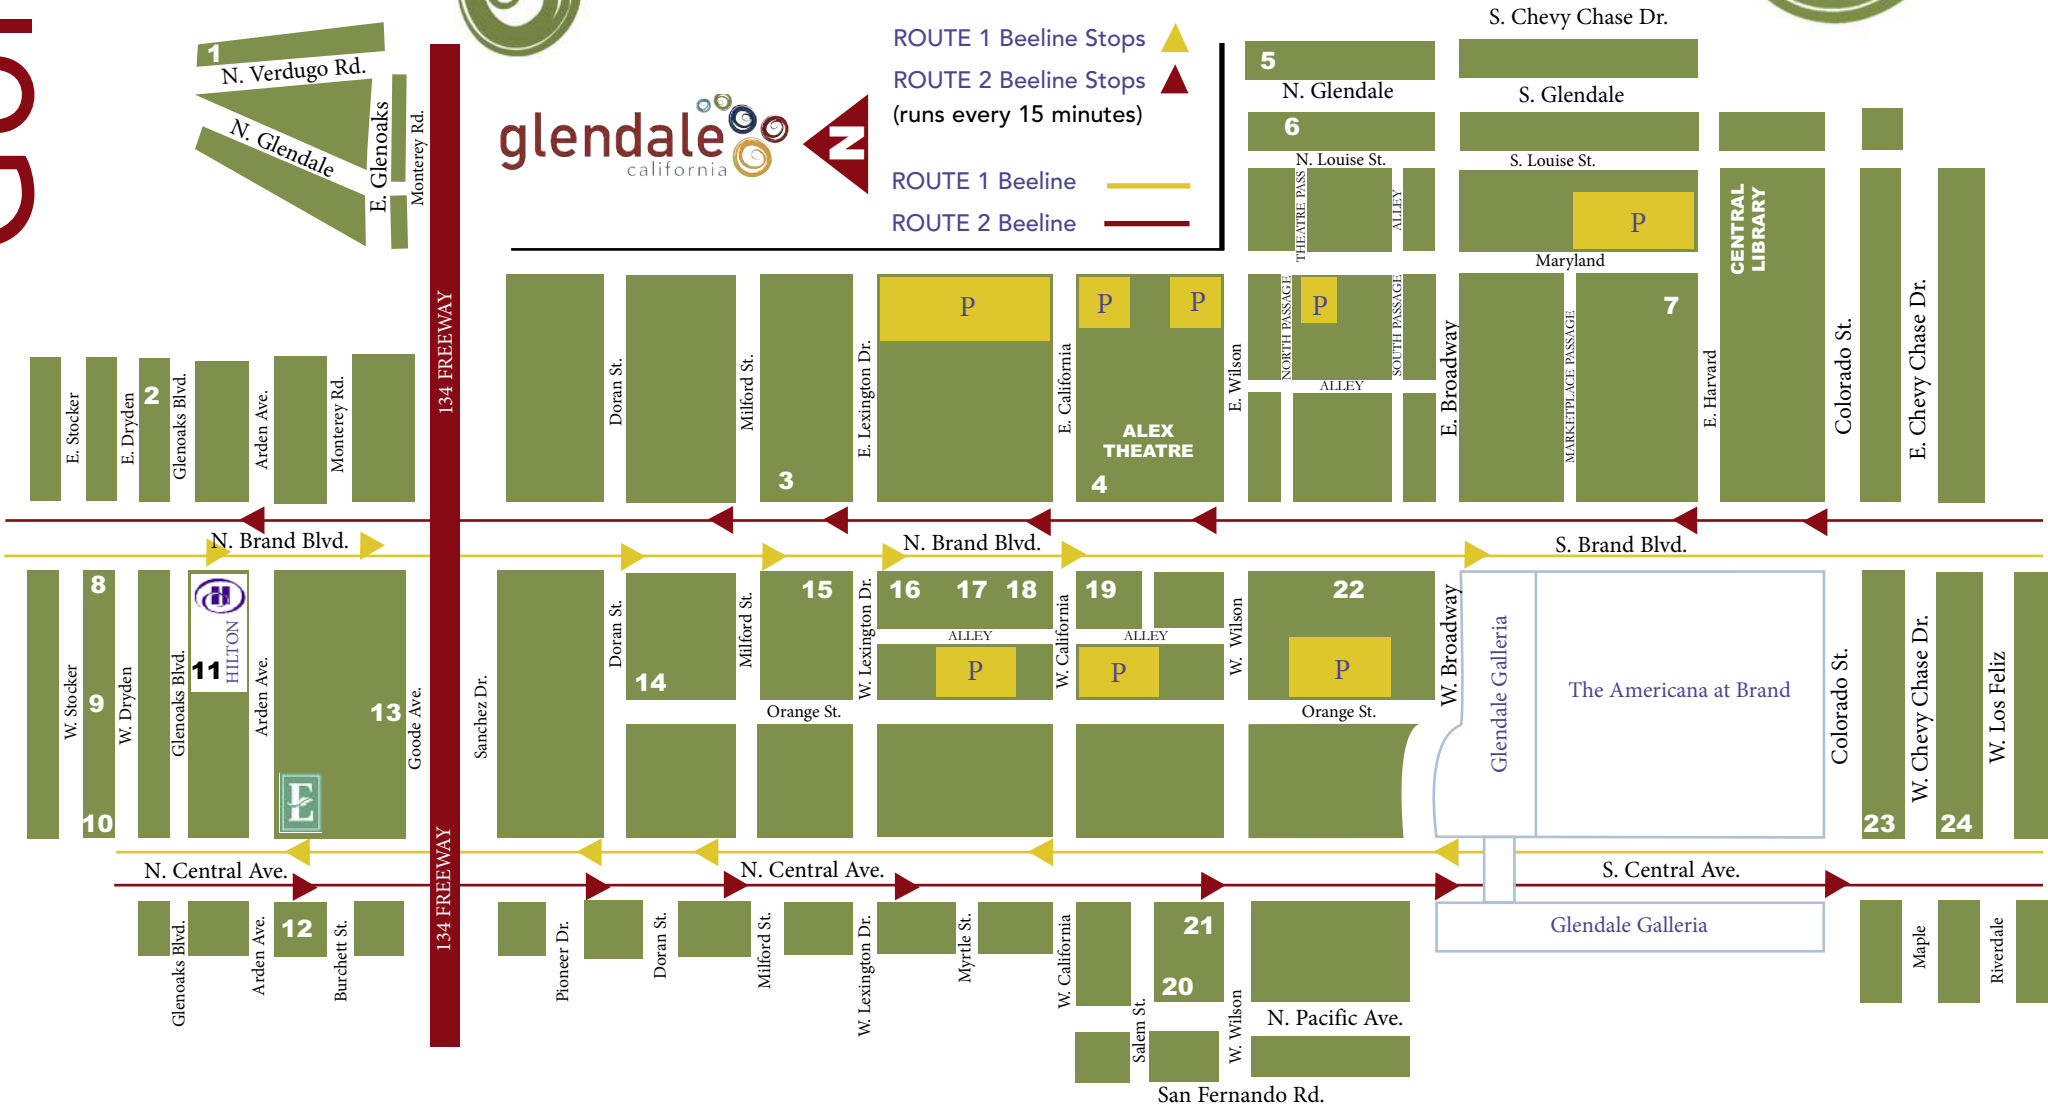 S. Chevy Chase Dr.
ROUTE 1 Beeline Stops
ROUTE 2 Beeline Stops
(runs every 15 minutes)
ROUTE 1 Beeline
ROUTE 2 Beeline
glendale
california
N
1
N. Verdugo Rd.
N. Glendale
E. Glenoaks
Monterey Rd.
134 FREEWAY
5
N. Glendale
S. Glendale
6
N. Louise St.
S. Louise St.
THEATRE PASS
ALLEY
P
CENTRAL
LIBRARY
Maryland
P
P
P
P
NORTH PASSAGE
SOUTH PASSAGE
ALLEY
7
E. Stocker
E. Dryden
2
Glenoaks Blvd.
Arden Ave.
Monterey Rd.
Doran St.
Milford St.
3
E. Lexington Dr.
E. California
ALEX
THEATRE
4
E. Wilson
E. Broadway
MARKETPLACE PASSAGE
E. Harvard
Colorado St.
E. Chevy Chase Dr.
N. Brand Blvd.
N. Brand Blvd.
S. Brand Blvd.
8
9
10
W. Stocker
W. Dryden
Glenoaks Blvd.
11
HILTON
Arden Ave.
13
E
Goode Ave.
Sanchez Dr.
Doran St.
14
Milford St.
15
W. Lexington Dr.
16
17
18
ALLEY
P
W. California
19
ALLEY
P
W. Wilson
22
P
W. Broadway
Orange St.
Orange St.
Glendale Galleria
The Americana at Brand
Colorado St.
23
W. Chevy Chase Dr.
24
W. Los Feliz
134 FREEWAY
N. Central Ave.
N. Central Ave.
S. Central Ave.
Glenoaks Blvd.
Arden Ave.
12
Burchett St.
Pioneer Dr.
Doran St.
Milford St.
W. Lexington Dr.
Myrtle St.
W. California
21
20
Salem St.
W. Wilson
Glendale Galleria
Maple
Riverdale
N. Pacific Ave.
San Fernando Rd.